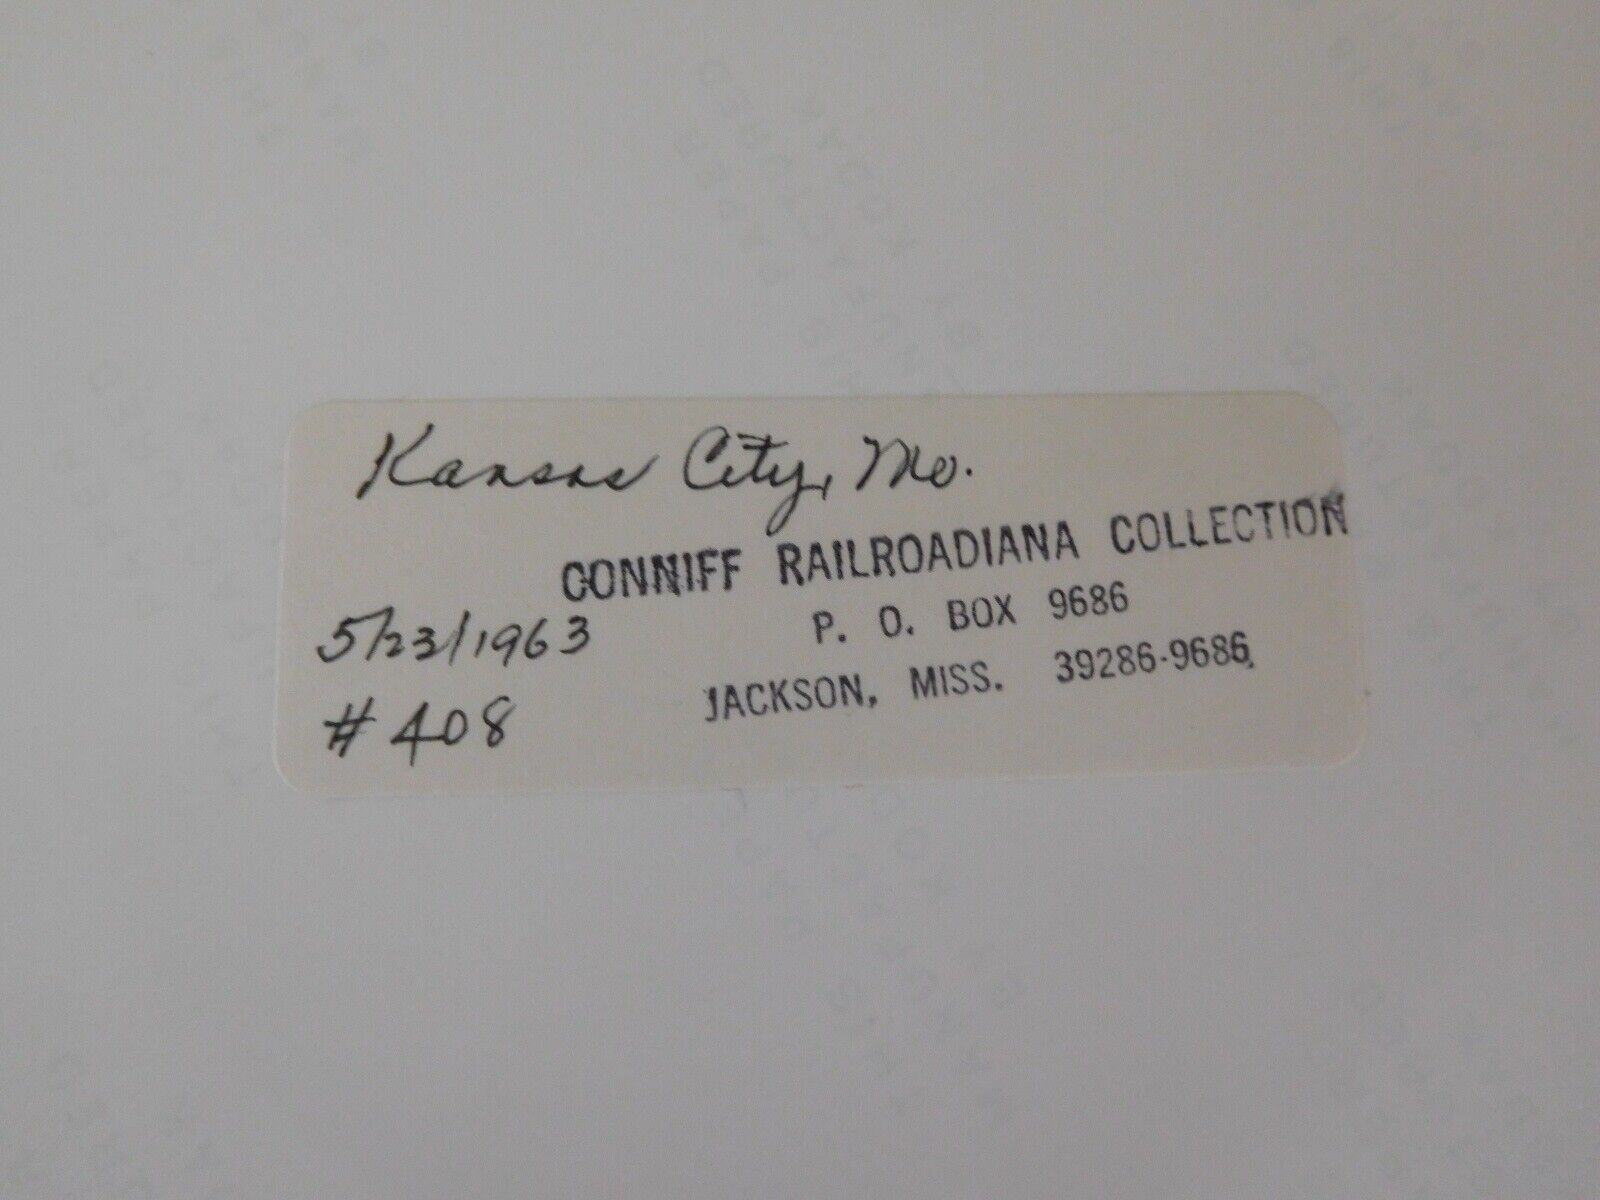 Kansas City, Mo.
CONNIFF RAILROADIANA COLLECTION
P. O. BOX 9686
JACKSON, MISS. 39286-9686
5/23/1963
# 408